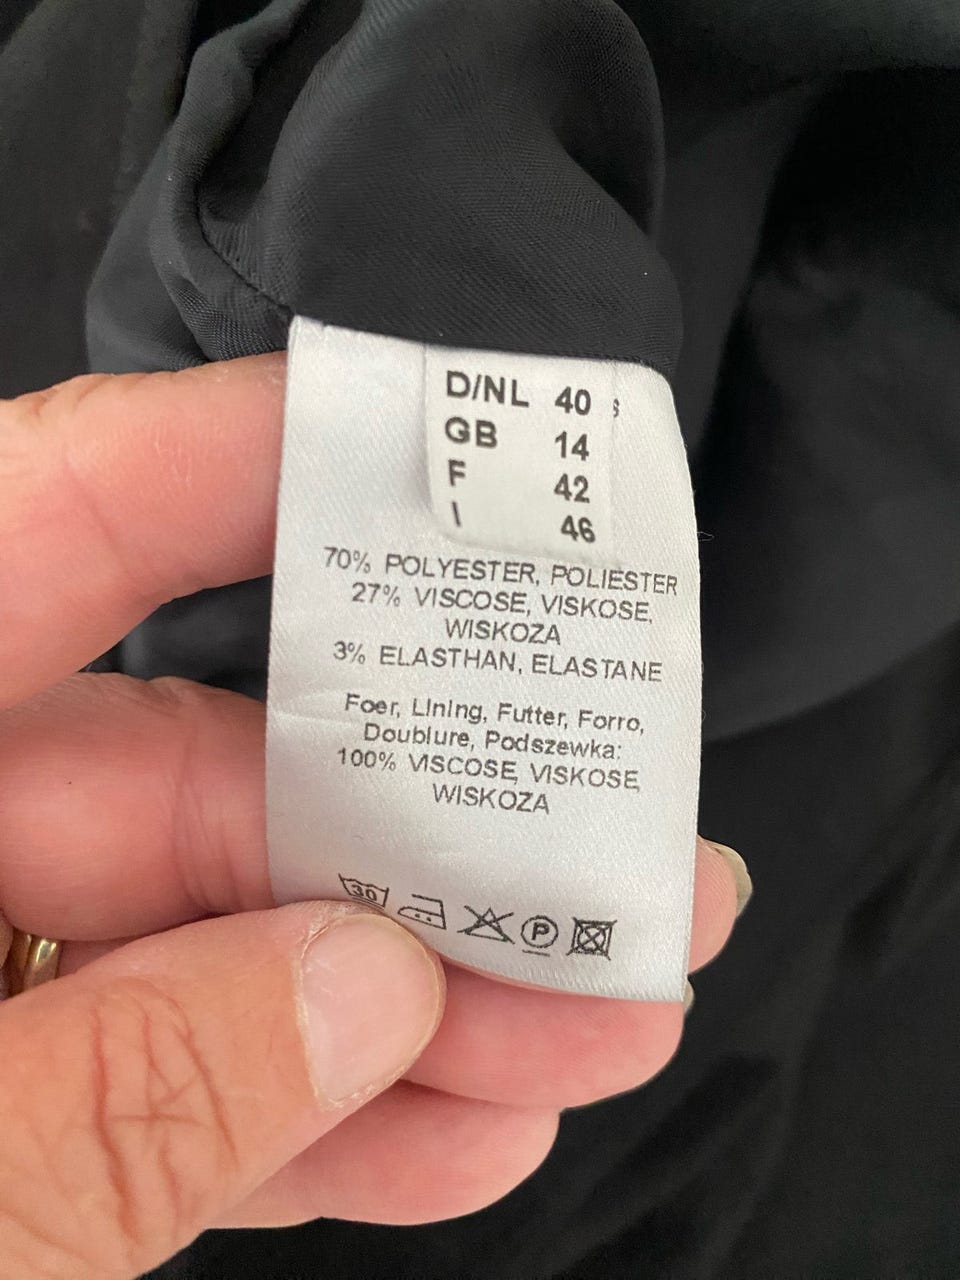 D/NL 40
GB 14
F 42
I 46
70% POLYESTER, POLIESTER
27% VISCOSE, VISKOSE,
WISKOZA
3% ELASTHAN, ELASTANE
Foer, Lining, Futter, Forro,
Doublure, Podszewka:
100% VISCOSE, VISKOSE,
WISKOZA
30
P